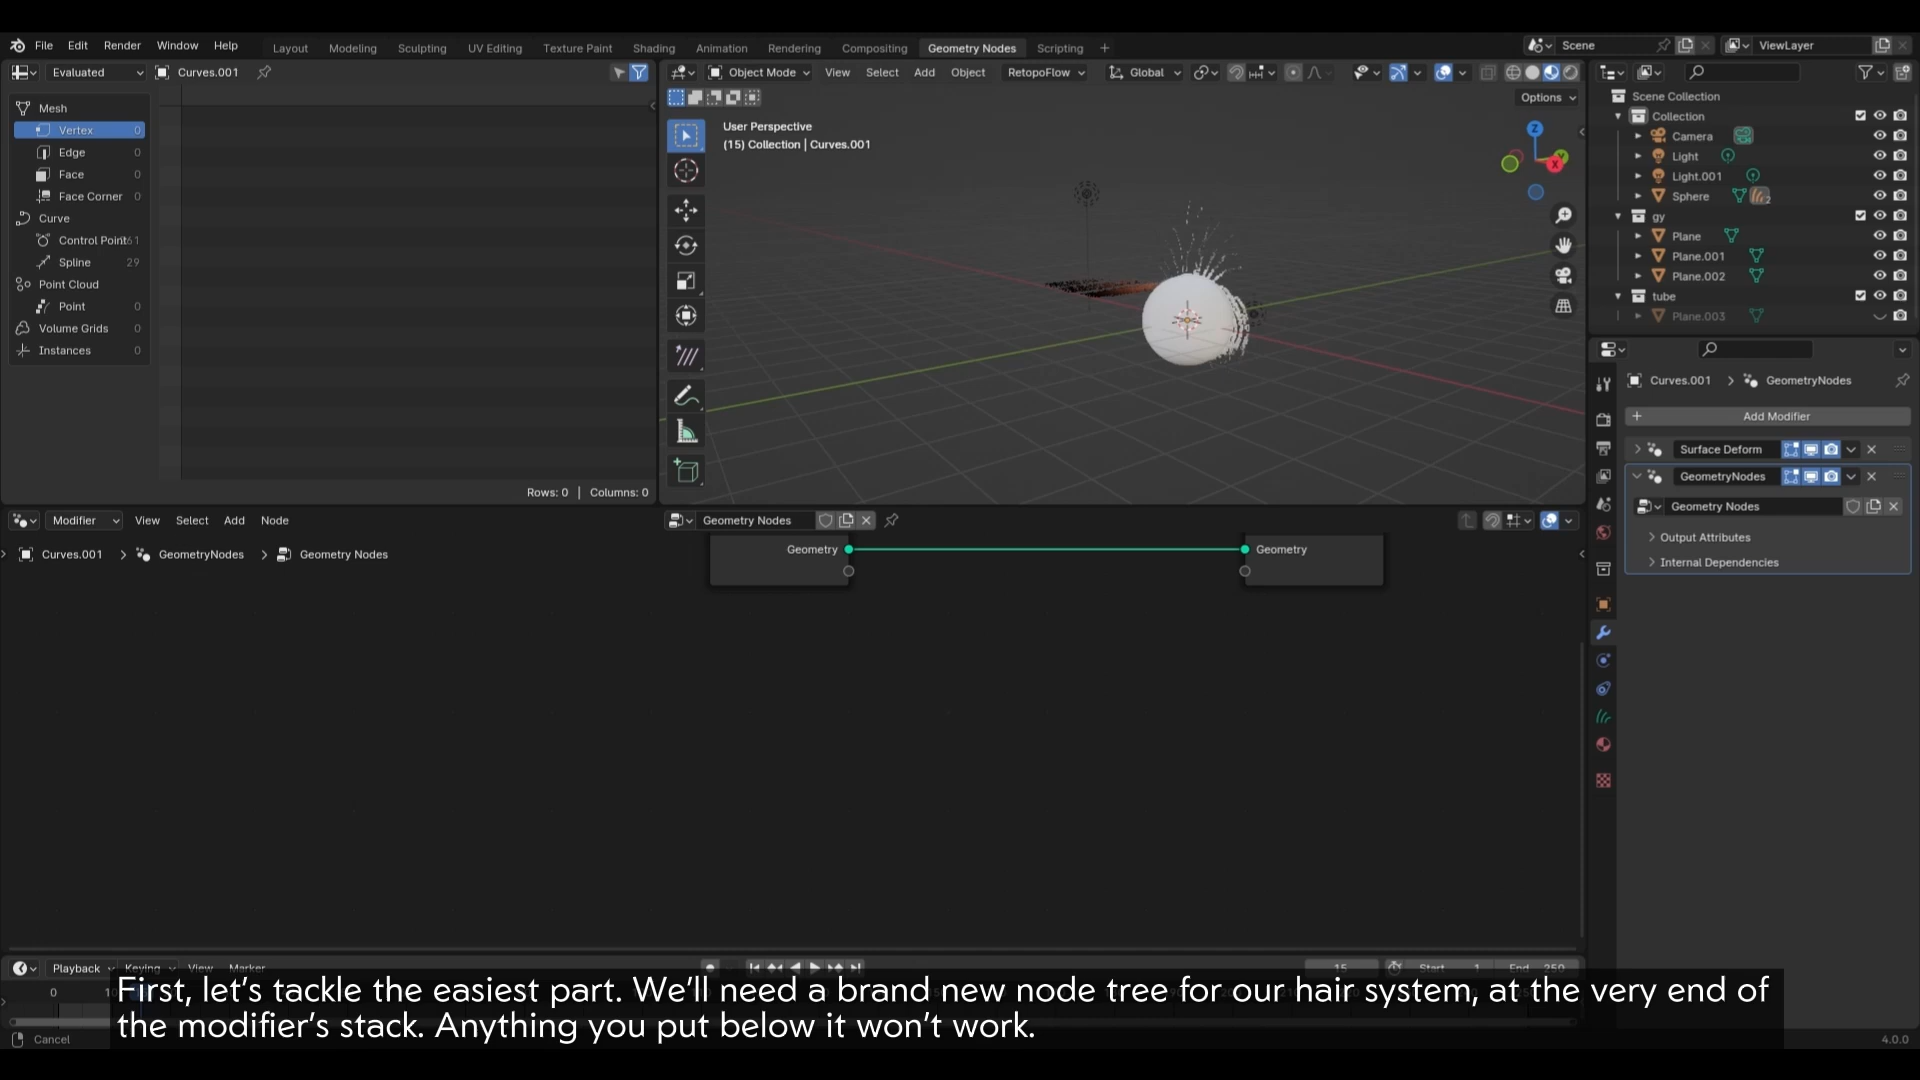 File Edit Render Window Help Layout Modeling Sculpting UV Editing Texture Paint Shading Animation Rendering Compositing Geometry Nodes Scripting + Scene ViewLayer
Evaluated Curves.001
Object Mode View Select Add Object RetopoFlow Global
Options
Mesh
Vertex 0
Edge 0
Face 0
Face Corner 0
Curve
Control Point 61
Spline 29
Point Cloud
Point 0
Volume Grids 0
Instances 0
Rows: 0 | Columns: 0
User Perspective
(15) Collection | Curves.001
Z
X
Scene Collection
Collection
Camera
Light
Light.001
Sphere 2
gy
Plane
Plane.001
Plane.002
tube
Plane.003
Curves.001 > GeometryNodes
+ Add Modifier
Surface Deform
GeometryNodes
Geometry Nodes
Output Attributes
Internal Dependencies
Modifier View Select Add Node Geometry Nodes
Curves.001 > GeometryNodes > Geometry Nodes
Geometry Geometry
Playback Keying View Marker 15 Start 1 End 250
0
First, let's tackle the easiest part. We'll need a brand new node tree for our hair system, at the very end of
the modifier's stack. Anything you put below it won't work.
Cancel 4.0.0